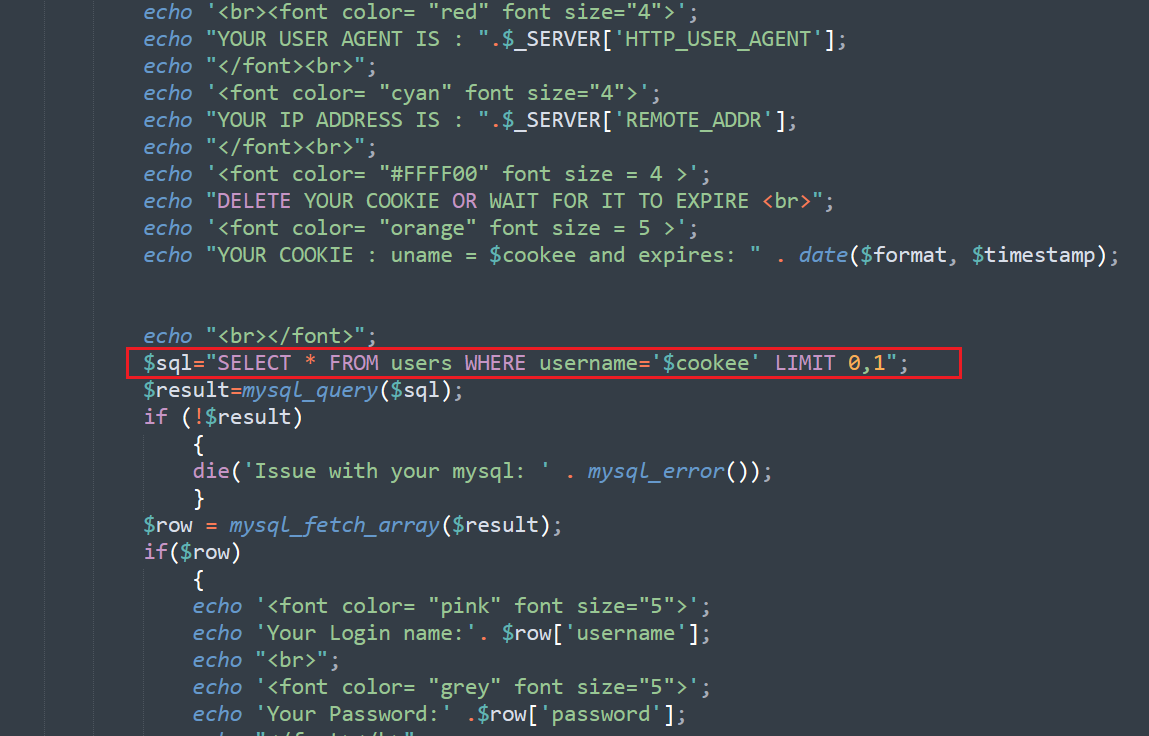 echo '<br><font color= "red" font size="4">';
echo "YOUR USER AGENT IS : ".$_SERVER['HTTP_USER_AGENT'];
echo "</font><br>";
echo '<font color= "cyan" font size="4">';
echo "YOUR IP ADDRESS IS : ".$_SERVER['REMOTE_ADDR'];
echo "</font><br>";
echo '<font color= "#FFFF00" font size = 4 >';
echo "DELETE YOUR COOKIE OR WAIT FOR IT TO EXPIRE <br>";
echo '<font color= "orange" font size = 5 >';
echo "YOUR COOKIE : uname = $cookee and expires: " . date($format, $timestamp);
echo "<br></font>";
$sql="SELECT * FROM users WHERE username='$cookee' LIMIT 0,1";
$result=mysql_query($sql);
if (!$result)
{
die('Issue with your mysql: ' . mysql_error());
}
$row = mysql_fetch_array($result);
if($row)
{
echo '<font color= "pink" font size="5">';
echo 'Your Login name:'. $row['username'];
echo "<br>";
echo '<font color= "grey" font size="5">';
echo 'Your Password:' .$row['password'];